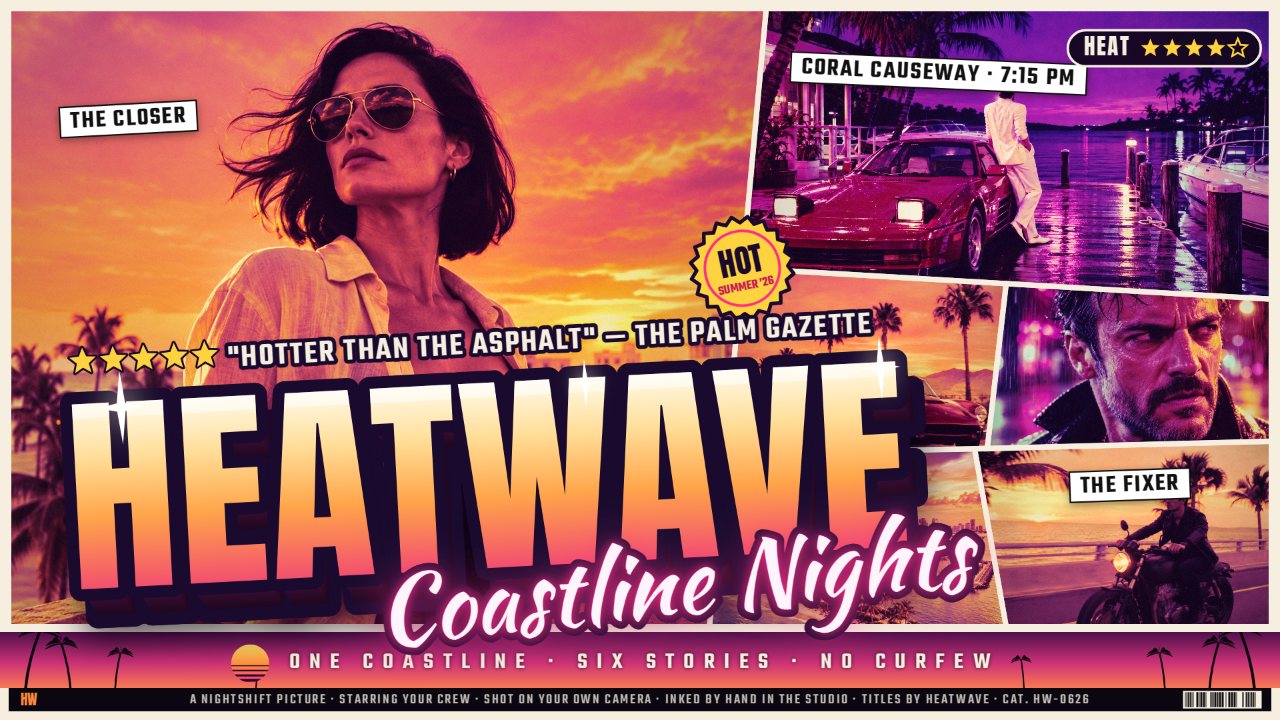 THE CLOSER
CORAL CAUSEWAY · 7:15 PM
HEAT ★★★★☆
HOT
SUMMER '26
★★★★★ "HOTTER THAN THE ASPHALT" — THE PALM GAZETTE
HEATWAVE
Coastline Nights
THE FIXER
ONE COASTLINE · SIX STORIES · NO CURFEW
HW
A NIGHTSHIFT PICTURE · STARRING YOUR CREW · SHOT ON YOUR OWN CAMERA · INKED BY HAND IN THE STUDIO · TITLES BY HEATWAVE · CAT. HW-0626